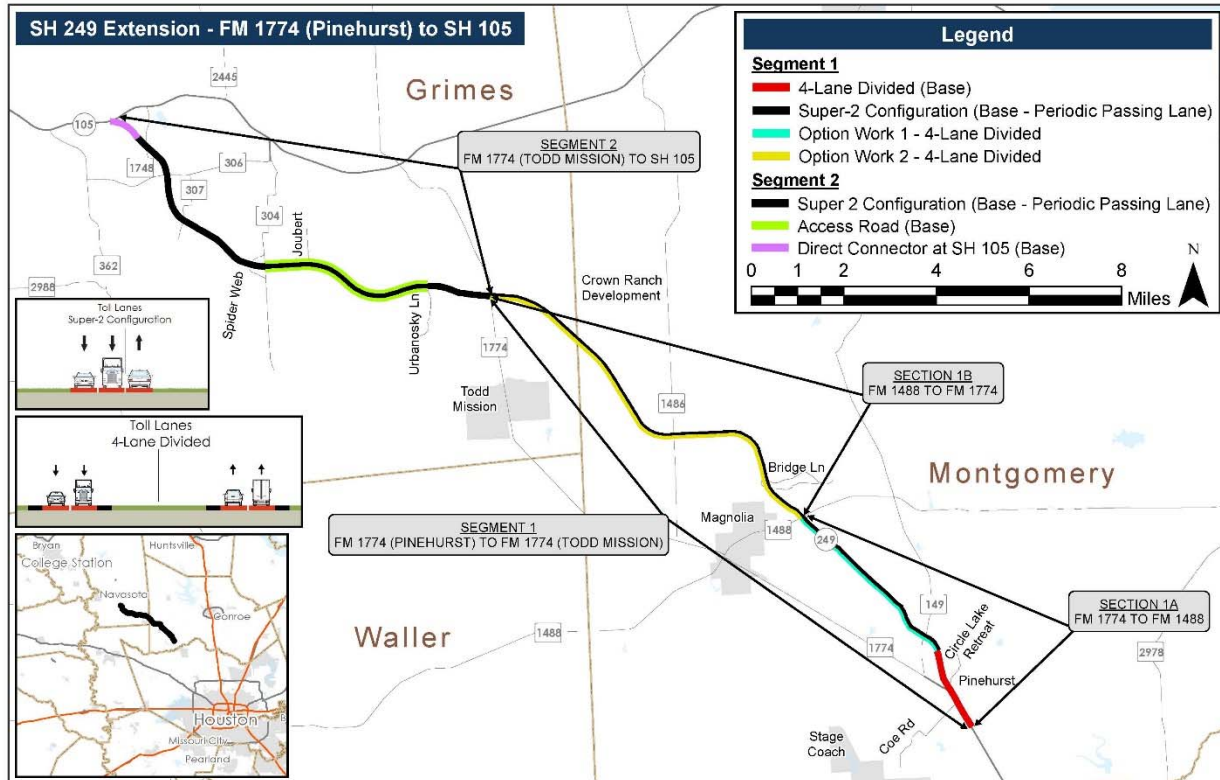 SH 249 Extension - FM 1774 (Pinehurst) to SH 105
Legend
Segment 1
4-Lane Divided (Base)
Super-2 Configuration (Base - Periodic Passing Lane)
Option Work 1 - 4-Lane Divided
Option Work 2 - 4-Lane Divided
Segment 2
Super 2 Configuration (Base - Periodic Passing Lane)
Access Road (Base)
Direct Connector at SH 105 (Base)
N
0 1 2 4 6 8
Miles
2445
Grimes
105
SEGMENT 2
FM 1774 (TODD MISSION) TO SH 105
1748
306
307
304
Joubert
362
2988
Spider Web
Urbanosky Ln
Crown Ranch
Development
1774
Todd
Mission
1486
SECTION 1B
FM 1488 TO FM 1774
Bridge Ln
Montgomery
Magnolia
1488
249
SEGMENT 1
FM 1774 (PINEHURST) TO FM 1774 (TODD MISSION)
149
Circle Lake
Retreat
SECTION 1A
FM 1774 TO FM 1488
Waller
1488
1774
2978
Pinehurst
Coe Rd
Stage
Coach
Toll Lanes
Super-2 Configuration
Toll Lanes
4-Lane Divided
Bryan
College Station
Huntsville
Navasota
Conroe
Houston
Missouri City
Pearland